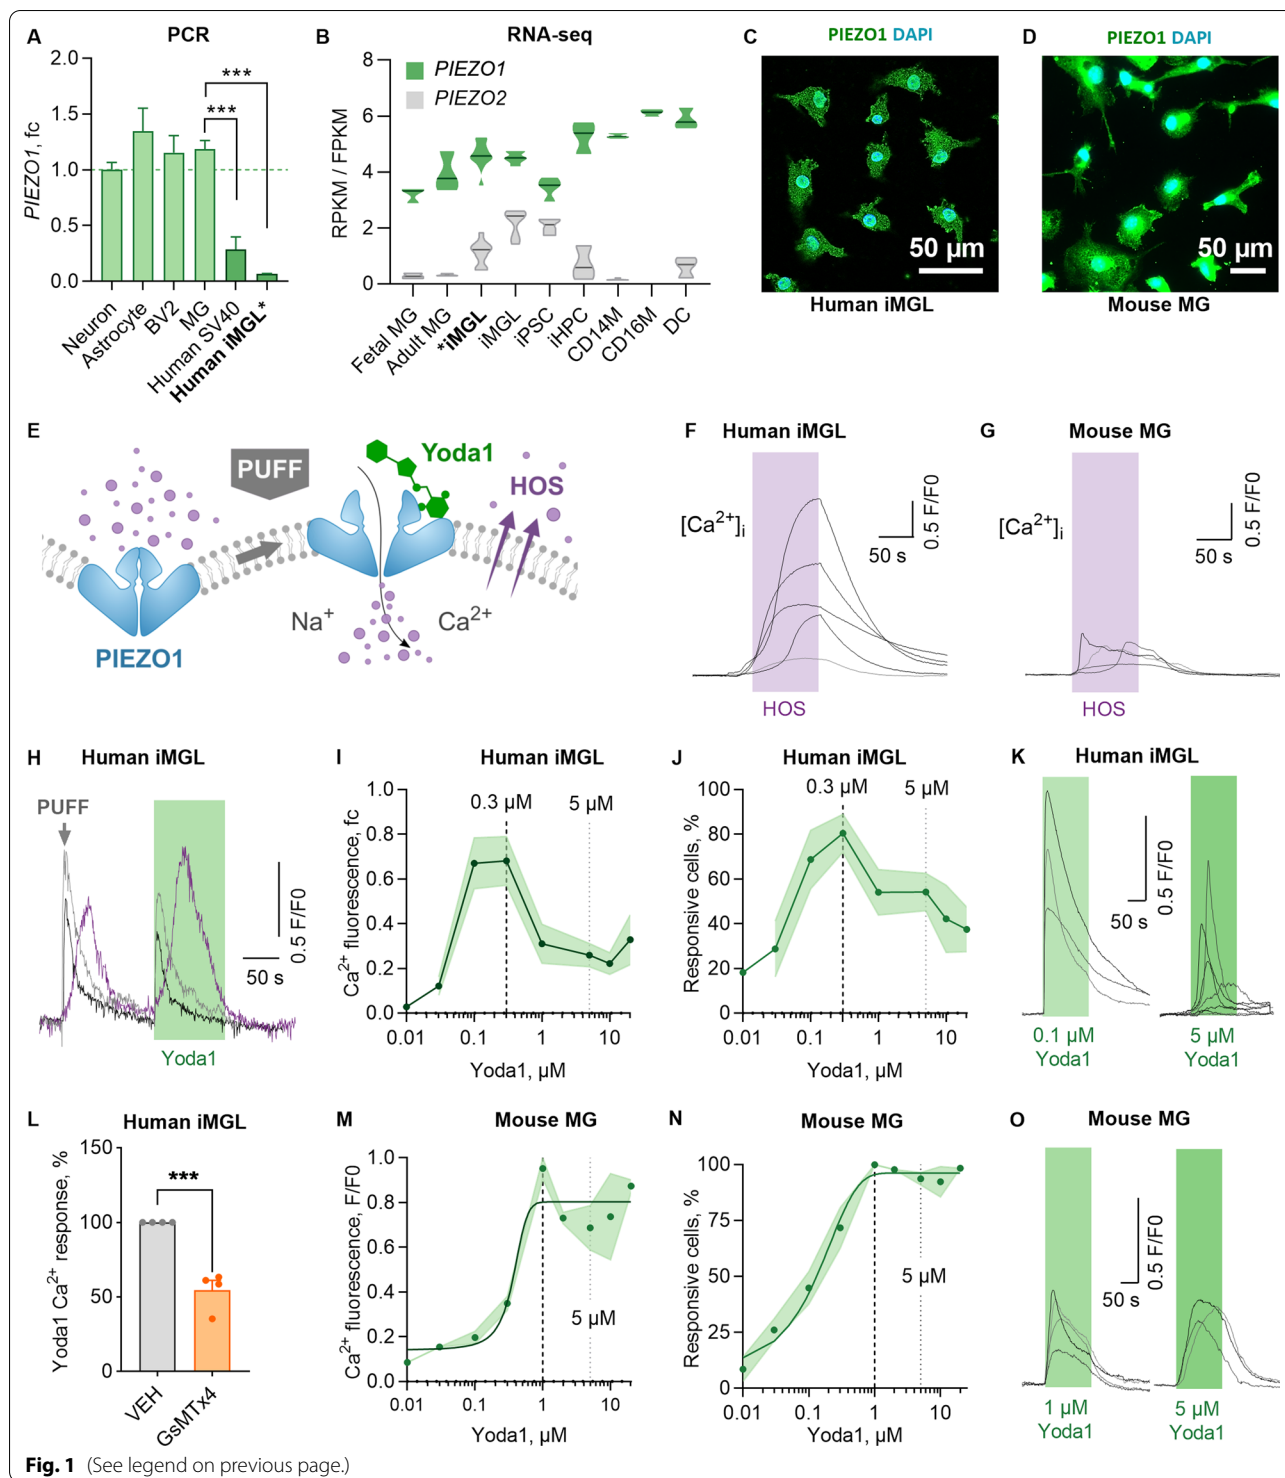 A PCR
PIEZO1, fc
2.0
1.5
1.0
0.5
0.0
***
***
Neuron
Astrocyte
BV2
MG
Human SV40
Human iMGL*
B RNA-seq
PIEZO1
PIEZO2
RPKM / FPKM
8
6
4
2
0
Fetal MG
Adult MG
*iMGL
iMGL
iPSC
iHPC
CD14M
CD16M
DC
C PIEZO1 DAPI
50 µm
Human iMGL
D PIEZO1 DAPI
50 µm
Mouse MG
E
PUFF
Yoda1
HOS
Na⁺
Ca²⁺
PIEZO1
F Human iMGL
[Ca²⁺]i
50 s
0.5 F/F0
HOS
G Mouse MG
[Ca²⁺]i
50 s
0.5 F/F0
HOS
H Human iMGL
PUFF
50 s
0.5 F/F0
Yoda1
I Human iMGL
0.3 µM
5 µM
Ca²⁺ fluorescence, fc
1.0
0.8
0.6
0.4
0.2
0.0
0.01 0.1 1 10
Yoda1, µM
J Human iMGL
0.3 µM
5 µM
Responsive cells, %
100
80
60
40
20
0
0.01 0.1 1 10
Yoda1, µM
K Human iMGL
50 s
0.5 F/F0
0.1 µM
Yoda1
5 µM
Yoda1
L Human iMGL
Yoda1 Ca²⁺ response, %
150
100
50
0
***
VEH
GsMTx4
M Mouse MG
Ca²⁺ fluorescence, F/F0
1.0
0.8
0.6
0.4
0.2
0.0
5 µM
0.01 0.1 1 10
Yoda1, µM
N Mouse MG
Responsive cells, %
100
75
50
25
0
5 µM
0.01 0.1 1 10
Yoda1, µM
O Mouse MG
50 s
0.5 F/F0
1 µM
Yoda1
5 µM
Yoda1
Fig. 1 (See legend on previous page.)